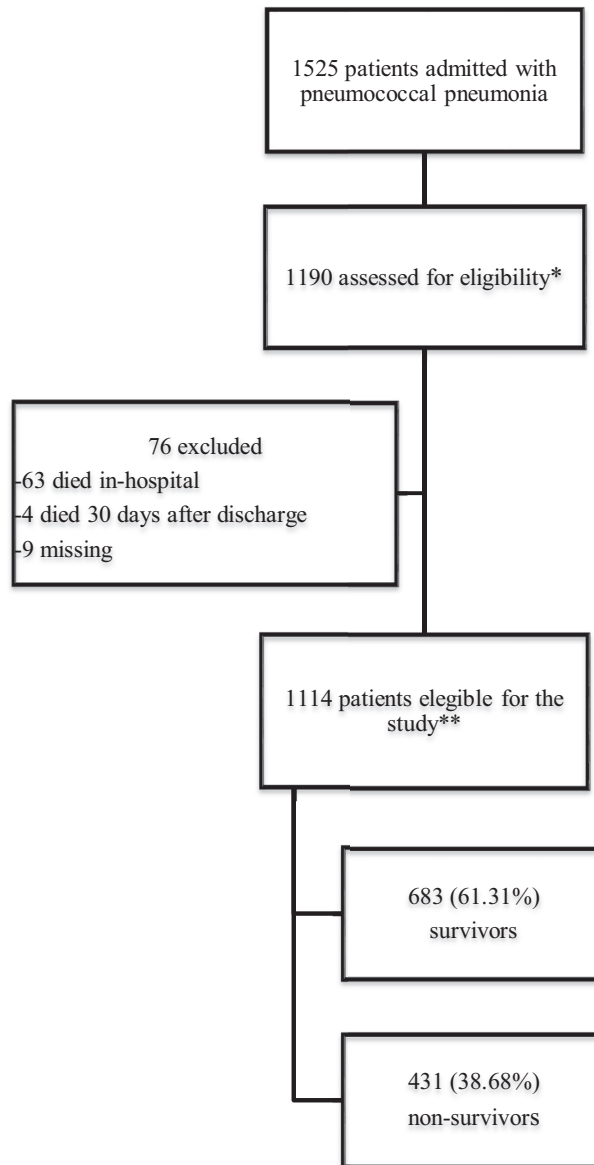 1525 patients admitted with
pneumococcal pneumonia
1190 assessed for eligibility*
76 excluded
-63 died in-hospital
-4 died 30 days after discharge
-9 missing
1114 patients elegible for the
study**
683 (61.31%)
survivors
431 (38.68%)
non-survivors